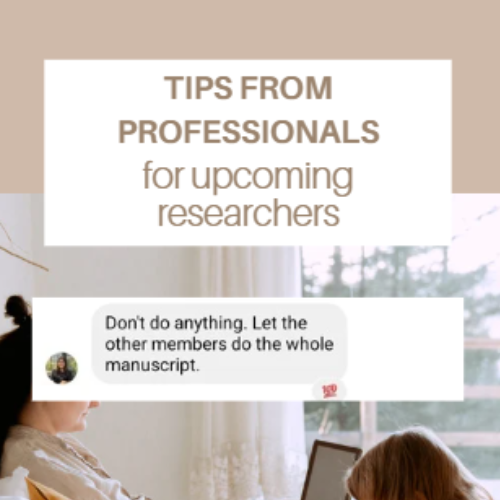 TIPS FROM
PROFESSIONALS
for upcoming
researchers
Don't do anything. Let the
other members do the whole
manuscript.
💯